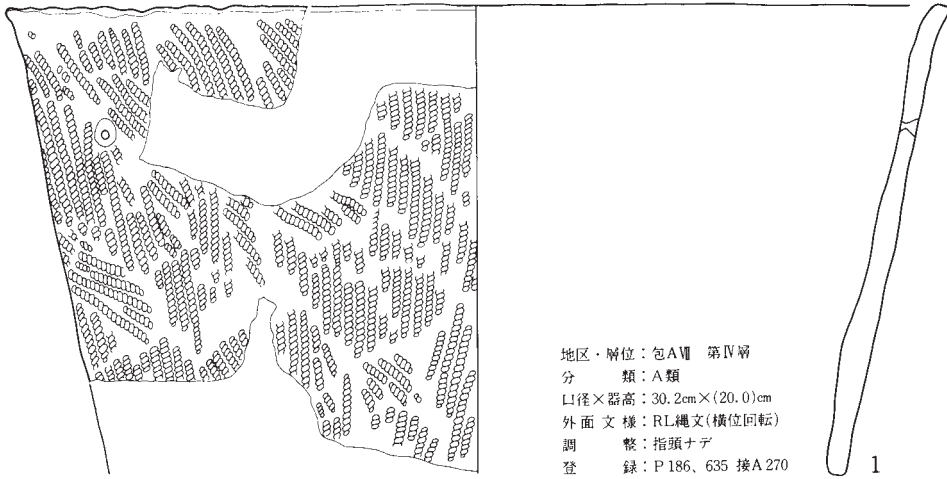 地区・層位：包AⅦ 第Ⅳ層
分類：A類
口径×器高：30.2cm×(20.0)cm
外面文様：RL縄文(横位回転)
調整：指頭ナデ
登録：P186、635 接A270
1